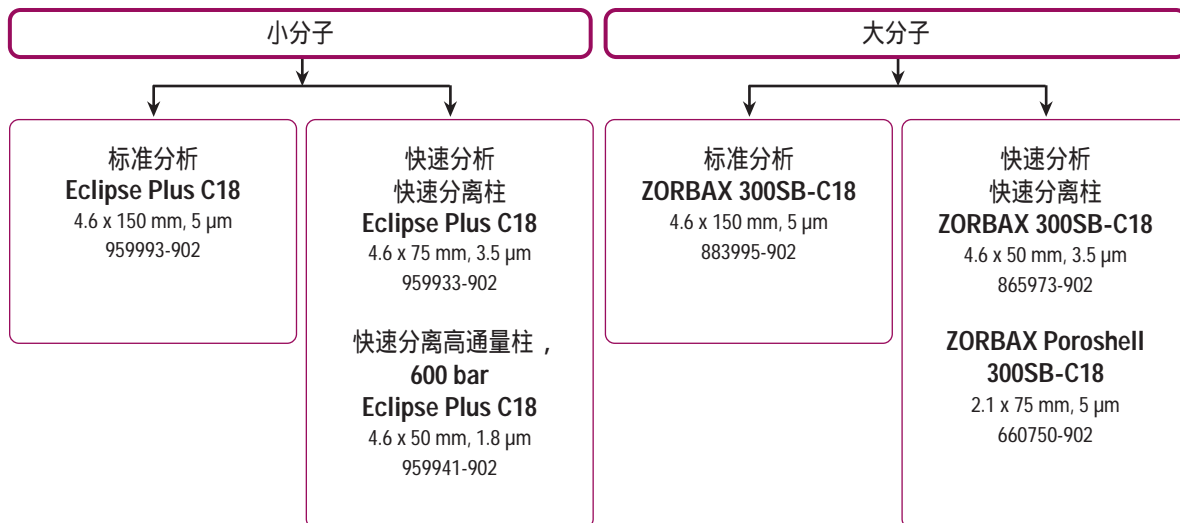 小分子
标准分析
Eclipse Plus C18
4.6 x 150 mm, 5 µm
959993-902
快速分析
快速分离柱
Eclipse Plus C18
4.6 x 75 mm, 3.5 µm
959933-902
快速分离高通量柱，
600 bar
Eclipse Plus C18
4.6 x 50 mm, 1.8 µm
959941-902
大分子
标准分析
ZORBAX 300SB-C18
4.6 x 150 mm, 5 µm
883995-902
快速分析
快速分离柱
ZORBAX 300SB-C18
4.6 x 50 mm, 3.5 µm
865973-902
ZORBAX Poroshell
300SB-C18
2.1 x 75 mm, 5 µm
660750-902